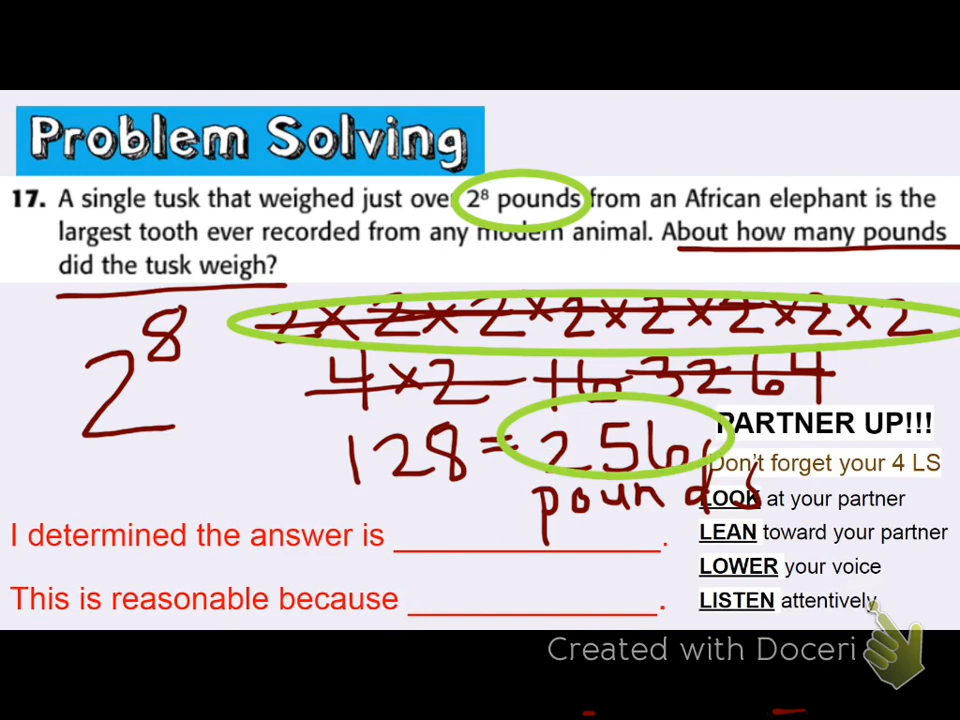 Problem Solving
17. A single tusk that weighed just over 2⁸ pounds from an African elephant is the
largest tooth ever recorded from any modern animal. About how many pounds
did the tusk weigh?
2⁸ 2×2×2×2×2×2×2×2
4×2 16 32 64
128 = 256
pounds
PARTNER UP!!!
Don't forget your 4 LS
LOOK at your partner
I determined the answer is ______________.
LEAN toward your partner
LOWER your voice
This is reasonable because ______________.
LISTEN attentively
Created with Doceri